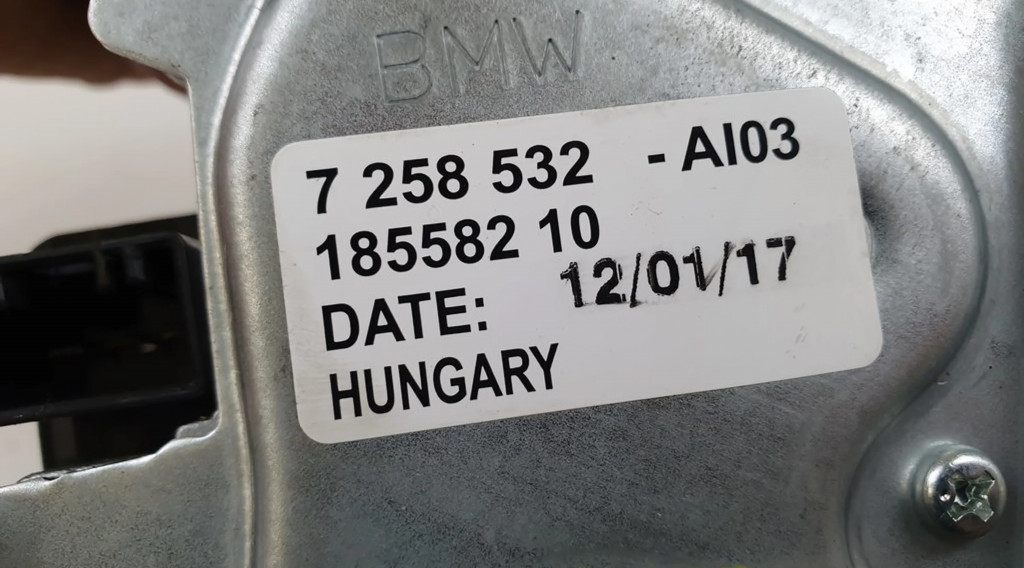 BMW
7 258 532 - AI03
185582 10
DATE: 12/01/17
HUNGARY